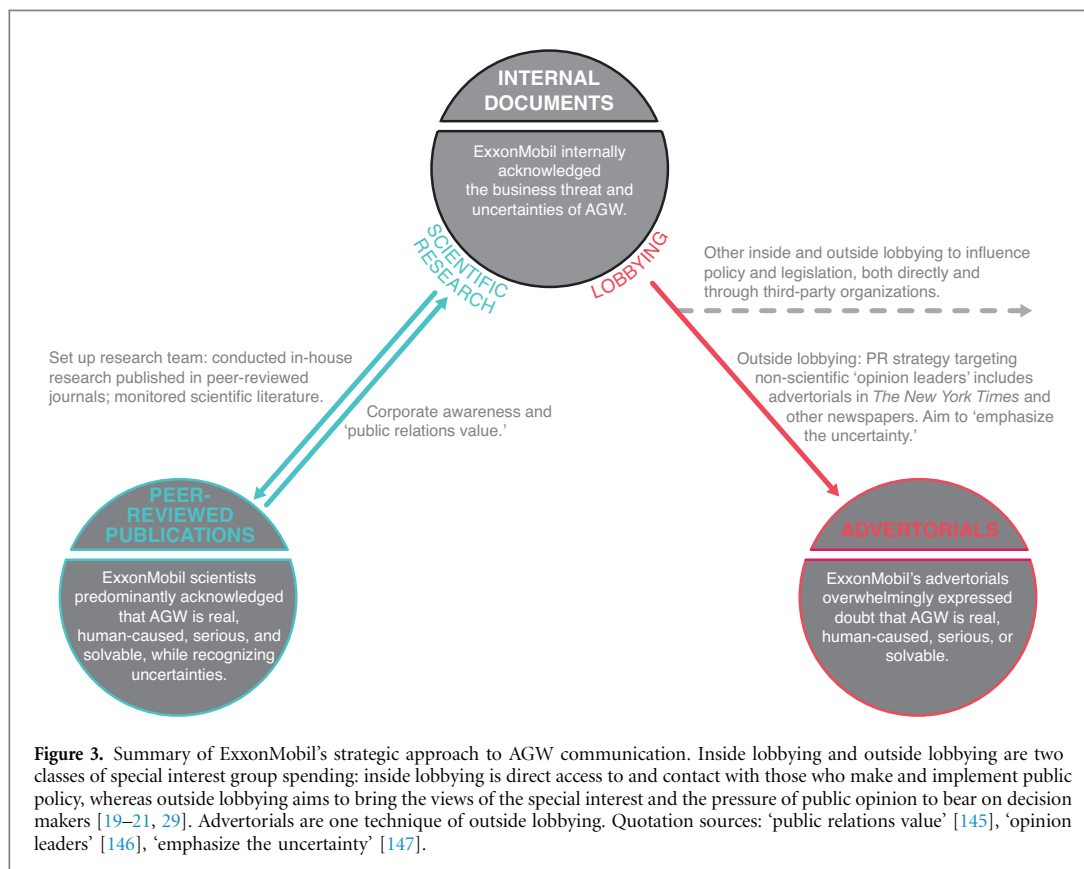 INTERNAL
DOCUMENTS
ExxonMobil internally
acknowledged
the business threat and
uncertainties of AGW.
SCIENTIFIC
RESEARCH
LOBBYING
Other inside and outside lobbying to influence
policy and legislation, both directly and
through third-party organizations.
Set up research team: conducted in-house
research published in peer-reviewed
journals; monitored scientific literature.
Corporate awareness and
‘public relations value.’
Outside lobbying: PR strategy targeting
non-scientific ‘opinion leaders’ includes
advertorials in The New York Times and
other newspapers. Aim to ‘emphasize
the uncertainty.’
PEER-
REVIEWED
PUBLICATIONS
ExxonMobil scientists
predominantly acknowledged
that AGW is real,
human-caused, serious, and
solvable, while recognizing
uncertainties.
ADVERTORIALS
ExxonMobil’s advertorials
overwhelmingly expressed
doubt that AGW is real,
human-caused, serious, or
solvable.
Figure 3. Summary of ExxonMobil’s strategic approach to AGW communication. Inside lobbying and outside lobbying are two
classes of special interest group spending: inside lobbying is direct access to and contact with those who make and implement public
policy, whereas outside lobbying aims to bring the views of the special interest and the pressure of public opinion to bear on decision
makers [19–21, 29]. Advertorials are one technique of outside lobbying. Quotation sources: ‘public relations value’ [145], ‘opinion
leaders’ [146], ‘emphasize the uncertainty’ [147].